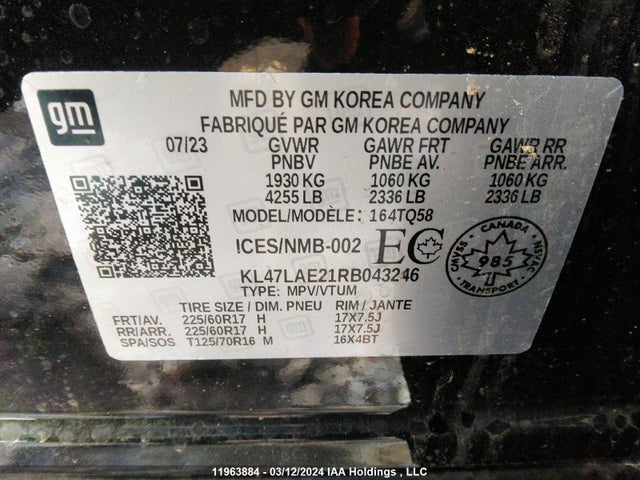 gm
MFD BY GM KOREA COMPANY
FABRIQUÉ PAR GM KOREA COMPANY
07/23 GVWR GAWR FRT GAWR RR
PNBV PNBE AV. PNBE ARR.
1930 KG 1060 KG 1060 KG
4255 LB 2336 LB 2336 LB
MODEL/MODÈLE: 164TQ58
ICES/NMB-002 EC
CANADA
CMVSS NSVAC
985
TRANSPORT
KL47LAE21RB043246
TYPE: MPV/VTUM
TIRE SIZE / DIM. PNEU RIM / JANTE
FRT/AV. 225/60R17 H 17X7.5J
RR/ARR. 225/60R17 H 17X7.5J
SPA/SOS T125/70R16 M 16X4BT
11963884 - 03/12/2024 IAA Holdings , LLC